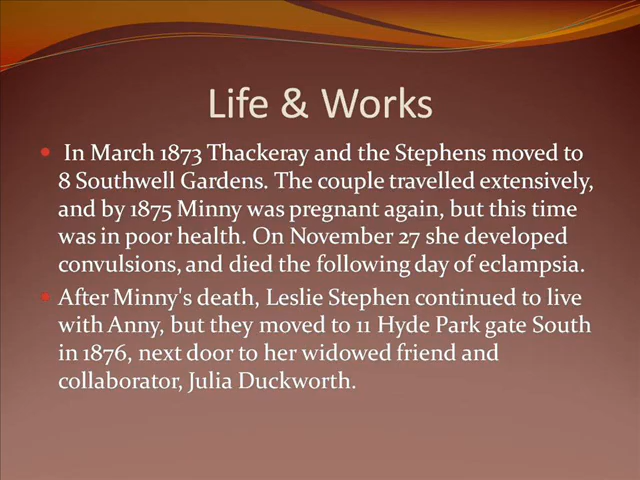 Life & Works
• In March 1873 Thackeray and the Stephens moved to
8 Southwell Gardens. The couple travelled extensively,
and by 1875 Minny was pregnant again, but this time
was in poor health. On November 27 she developed
convulsions, and died the following day of eclampsia.
• After Minny's death, Leslie Stephen continued to live
with Anny, but they moved to 11 Hyde Park gate South
in 1876, next door to her widowed friend and
collaborator, Julia Duckworth.